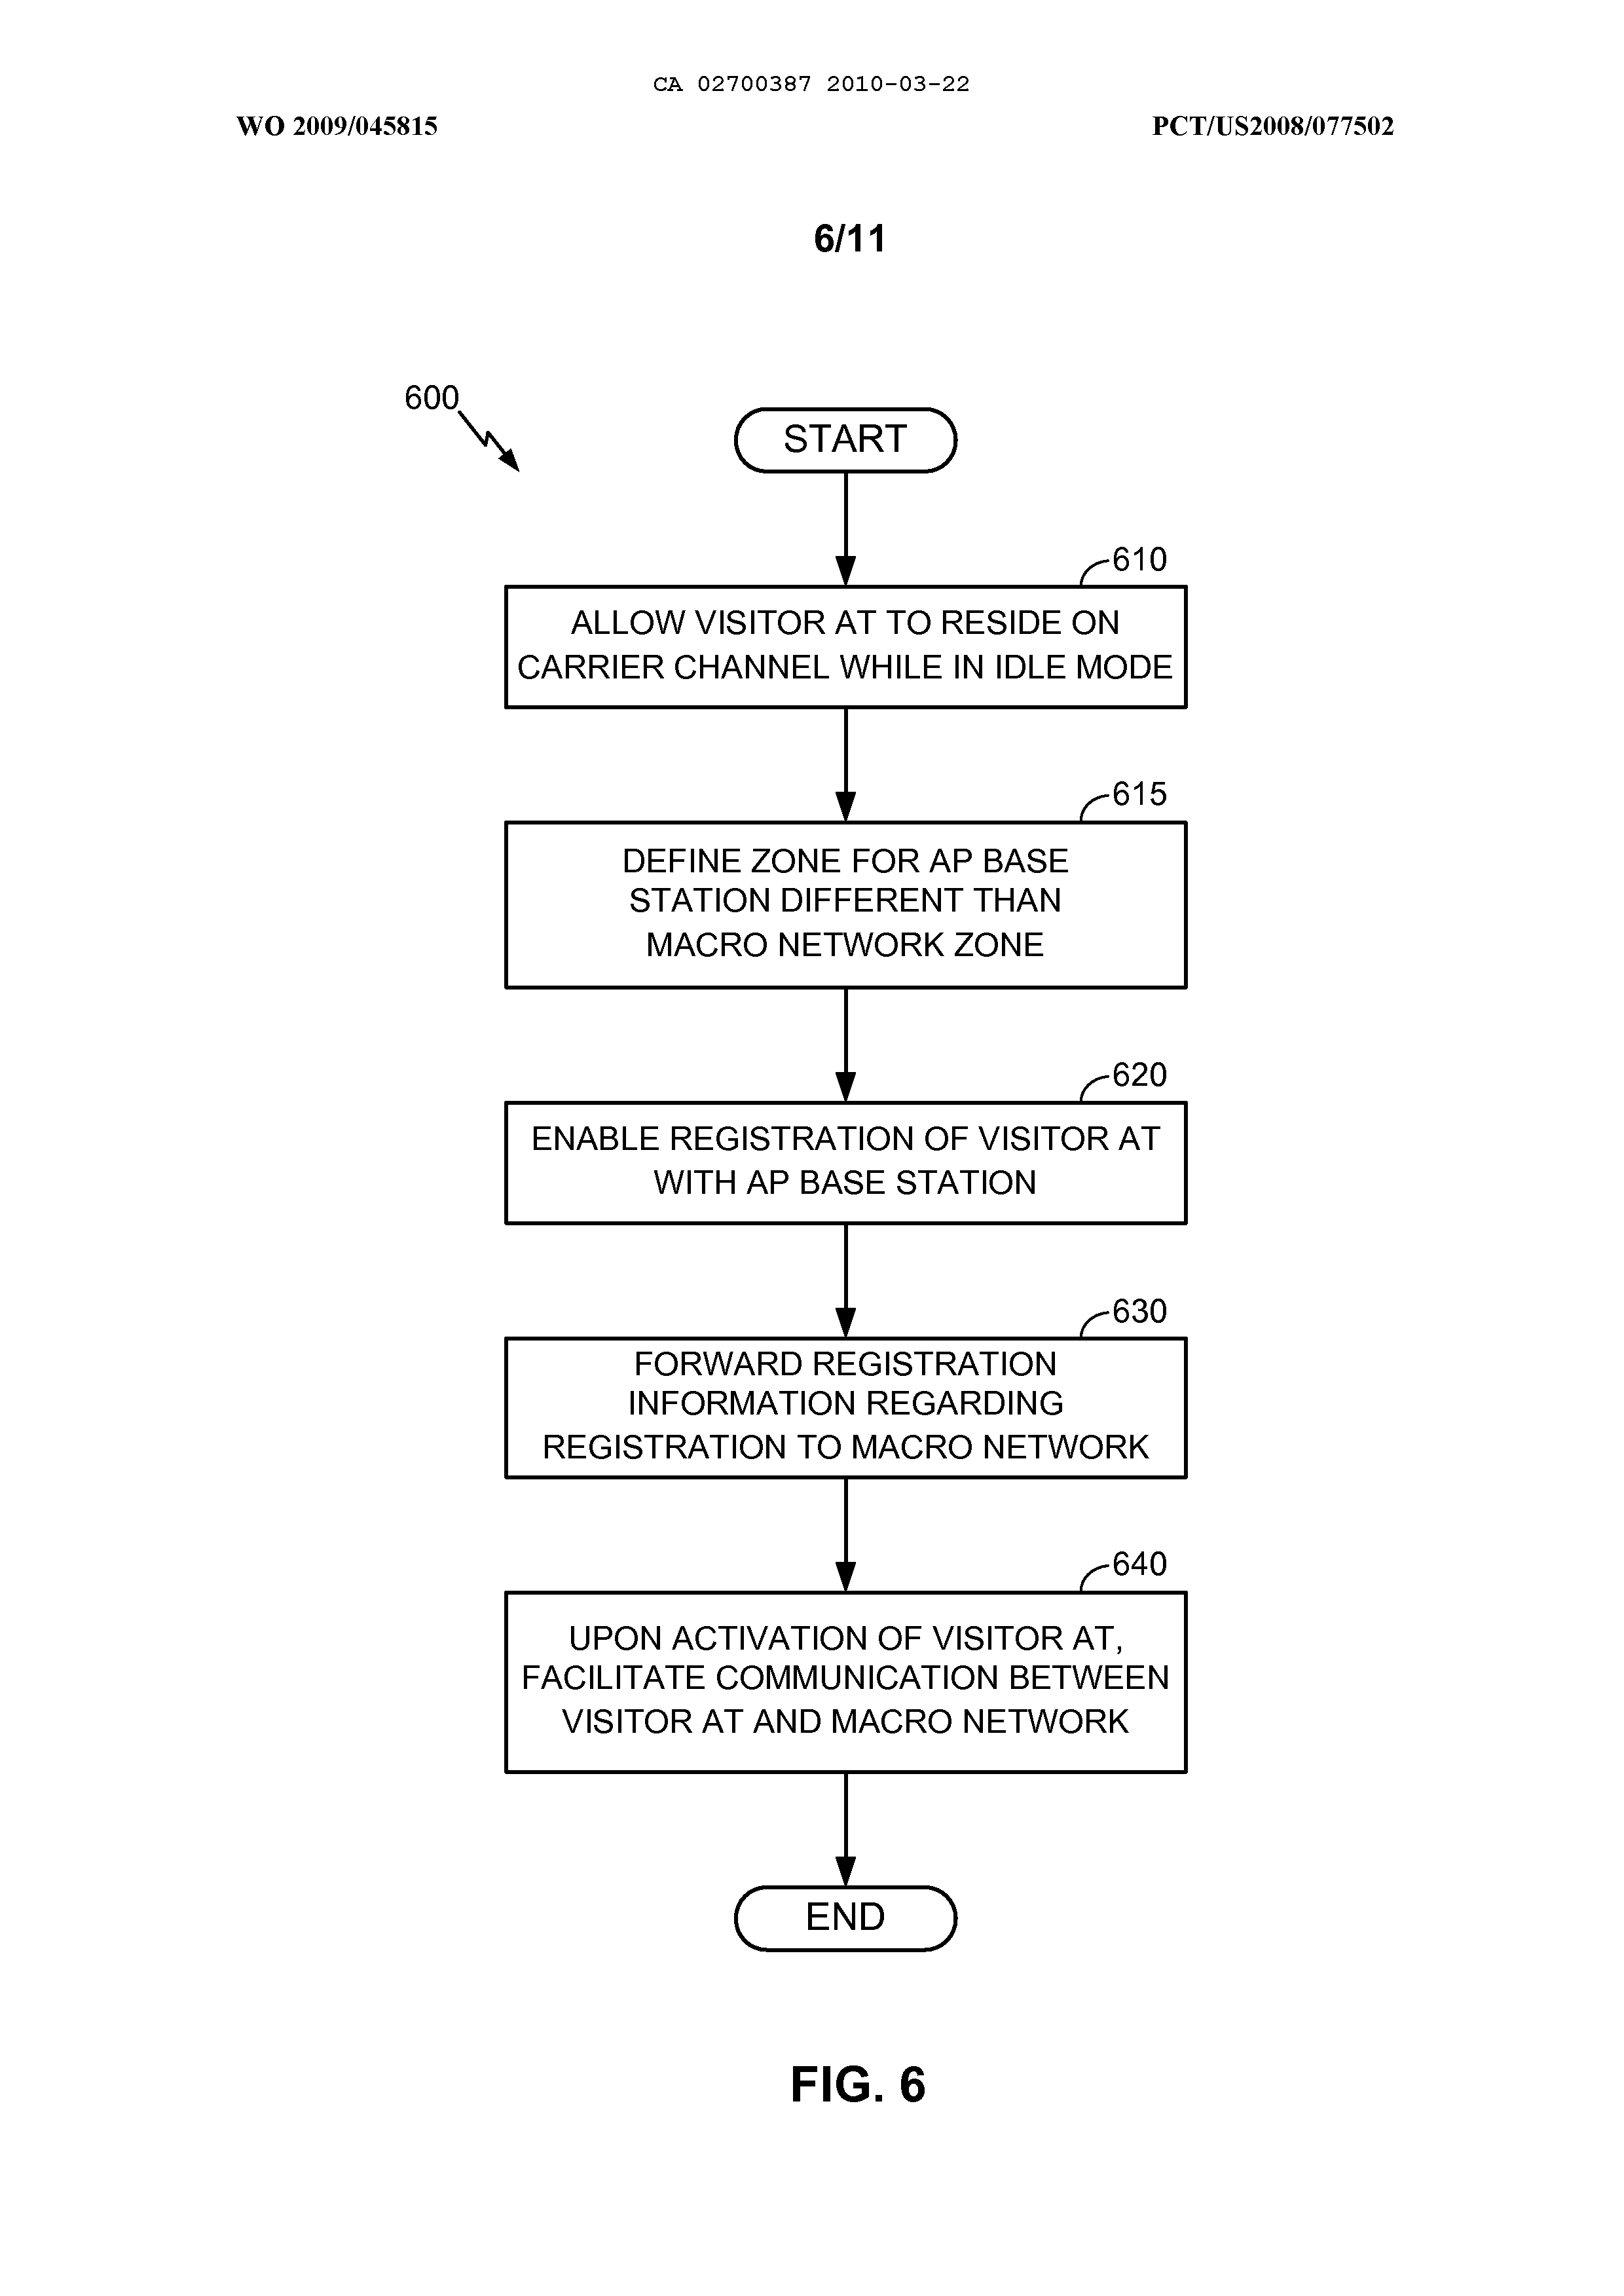 CA 02700387 2010-03-22
WO 2009/045815
PCT/US2008/077502
6/11
600
START
610
ALLOW VISITOR AT TO RESIDE ON
CARRIER CHANNEL WHILE IN IDLE MODE
615
DEFINE ZONE FOR AP BASE
STATION DIFFERENT THAN
MACRO NETWORK ZONE
620
ENABLE REGISTRATION OF VISITOR AT
WITH AP BASE STATION
630
FORWARD REGISTRATION
INFORMATION REGARDING
REGISTRATION TO MACRO NETWORK
640
UPON ACTIVATION OF VISITOR AT,
FACILITATE COMMUNICATION BETWEEN
VISITOR AT AND MACRO NETWORK
END
FIG. 6